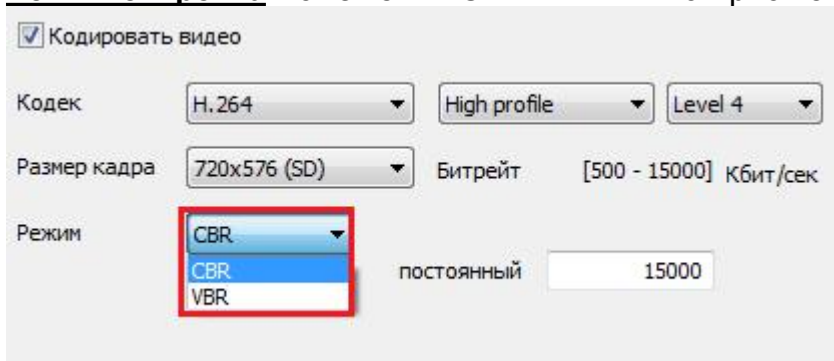 Кодировать видео
Кодек H.264 High profile Level 4
Размер кадра 720x576 (SD) Битрейт [500 - 15000] Кбит/сек
Режим CBR
CBR постоянный 15000
VBR